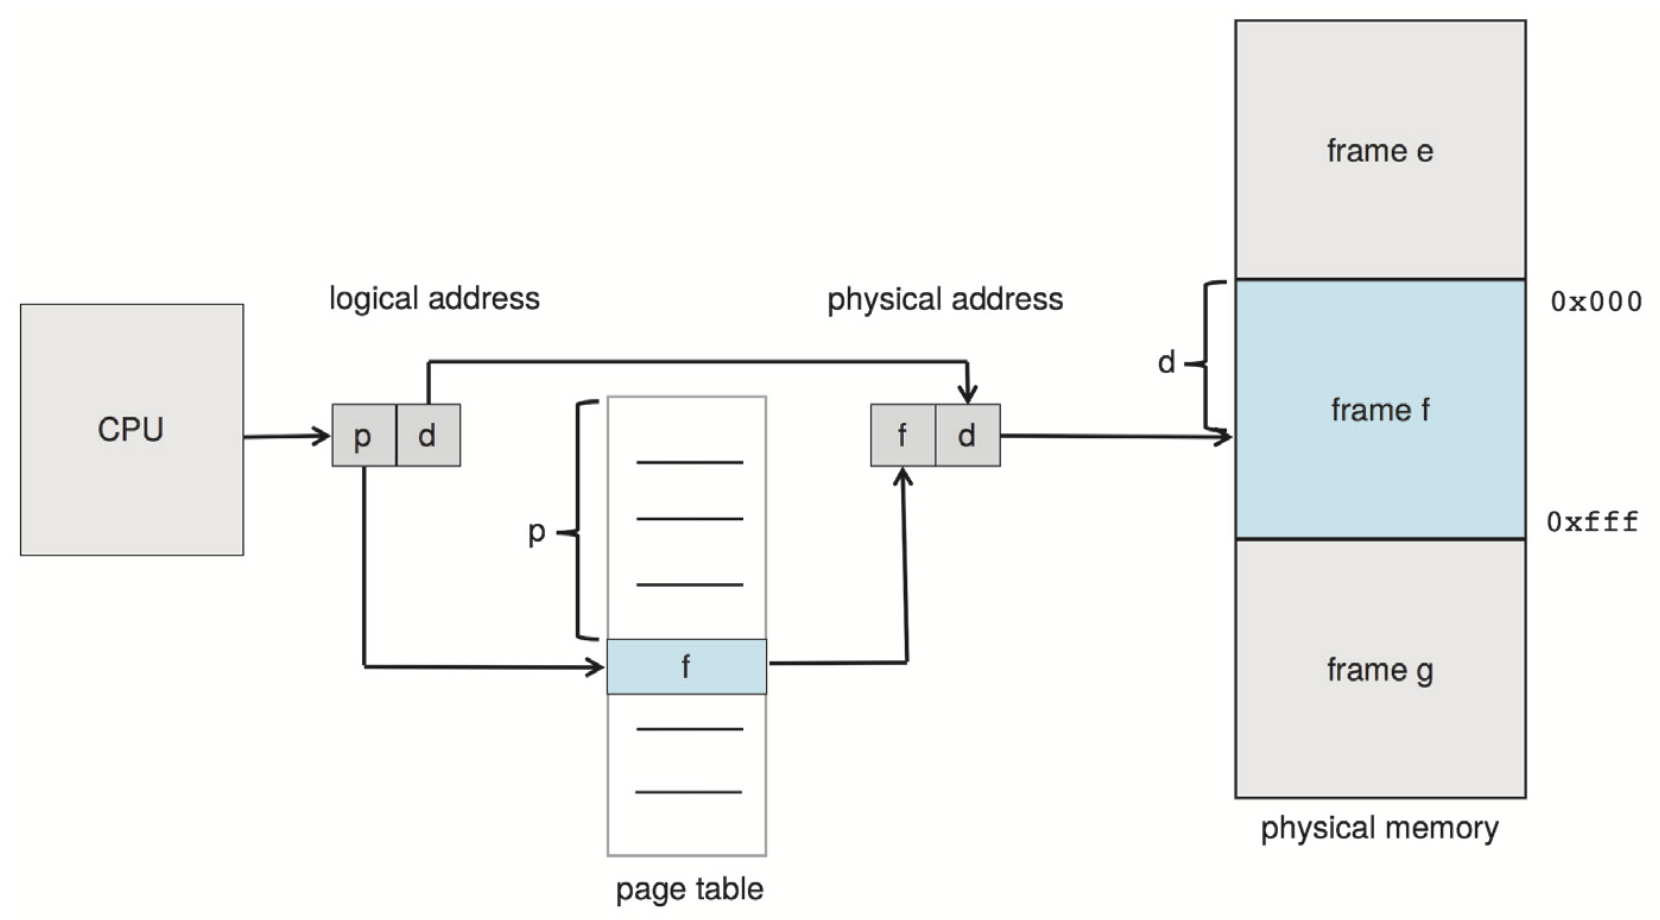 frame e
logical address
physical address
0x000
d
CPU
p d
f d
frame f
p
0xfff
f
frame g
physical memory
page table